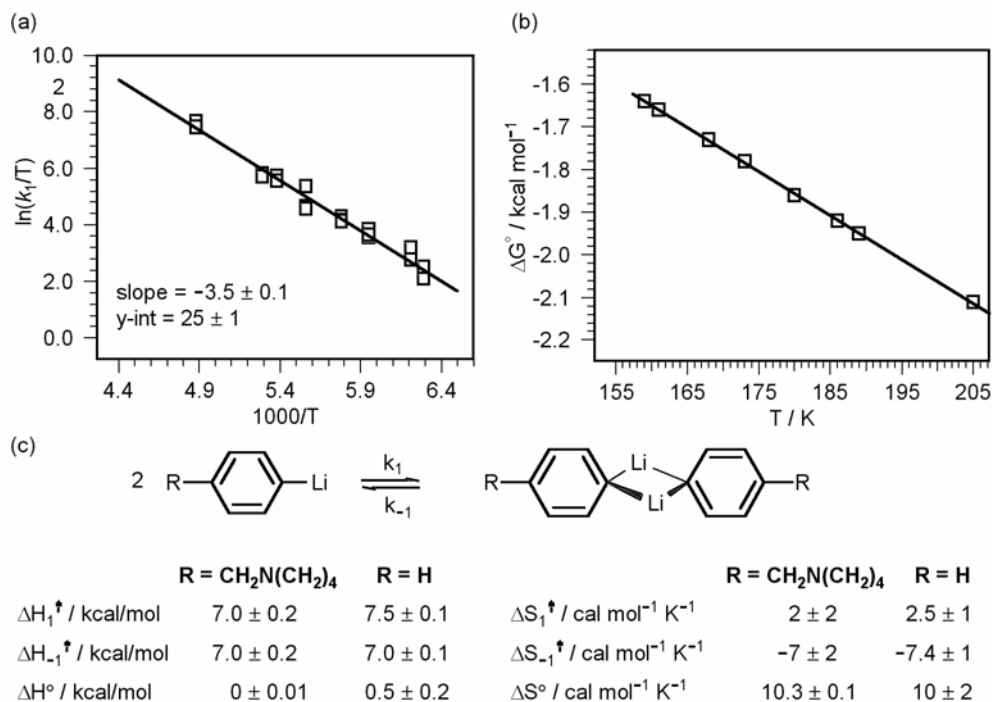 (a)
10.0
2
8.0
6.0
4.0
2.0
0.0
ln(k₁/T)
slope = −3.5 ± 0.1
y-int = 25 ± 1
4.4 4.9 5.4 5.9 6.4
1000/T
(b)
-1.6
-1.7
-1.8
-1.9
-2.0
-2.1
-2.2
ΔG° / kcal mol⁻¹
155 165 175 185 195 205
T / K
(c)
2 R Li k₁ k₋₁ R Li Li R
R = CH₂N(CH₂)₄ R = H R = CH₂N(CH₂)₄ R = H
ΔH₁‡ / kcal/mol 7.0 ± 0.2 7.5 ± 0.1 ΔS₁‡ / cal mol⁻¹ K⁻¹ 2 ± 2 2.5 ± 1
ΔH₋₁‡ / kcal/mol 7.0 ± 0.2 7.0 ± 0.1 ΔS₋₁‡ / cal mol⁻¹ K⁻¹ −7 ± 2 −7.4 ± 1
ΔH° / kcal/mol 0 ± 0.01 0.5 ± 0.2 ΔS° / cal mol⁻¹ K⁻¹ 10.3 ± 0.1 10 ± 2